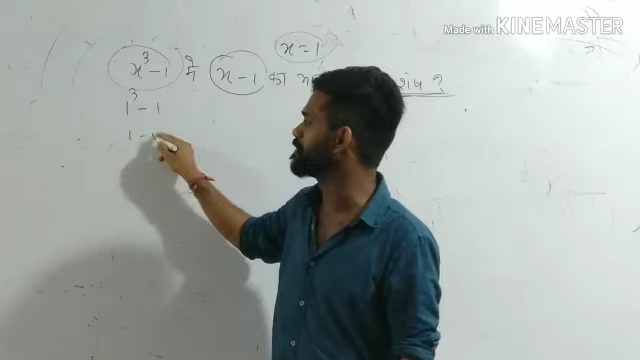 Made with KINEMASTER
x = 1
x³ - 1 में x - 1 का
1³ - 1
1 - 1